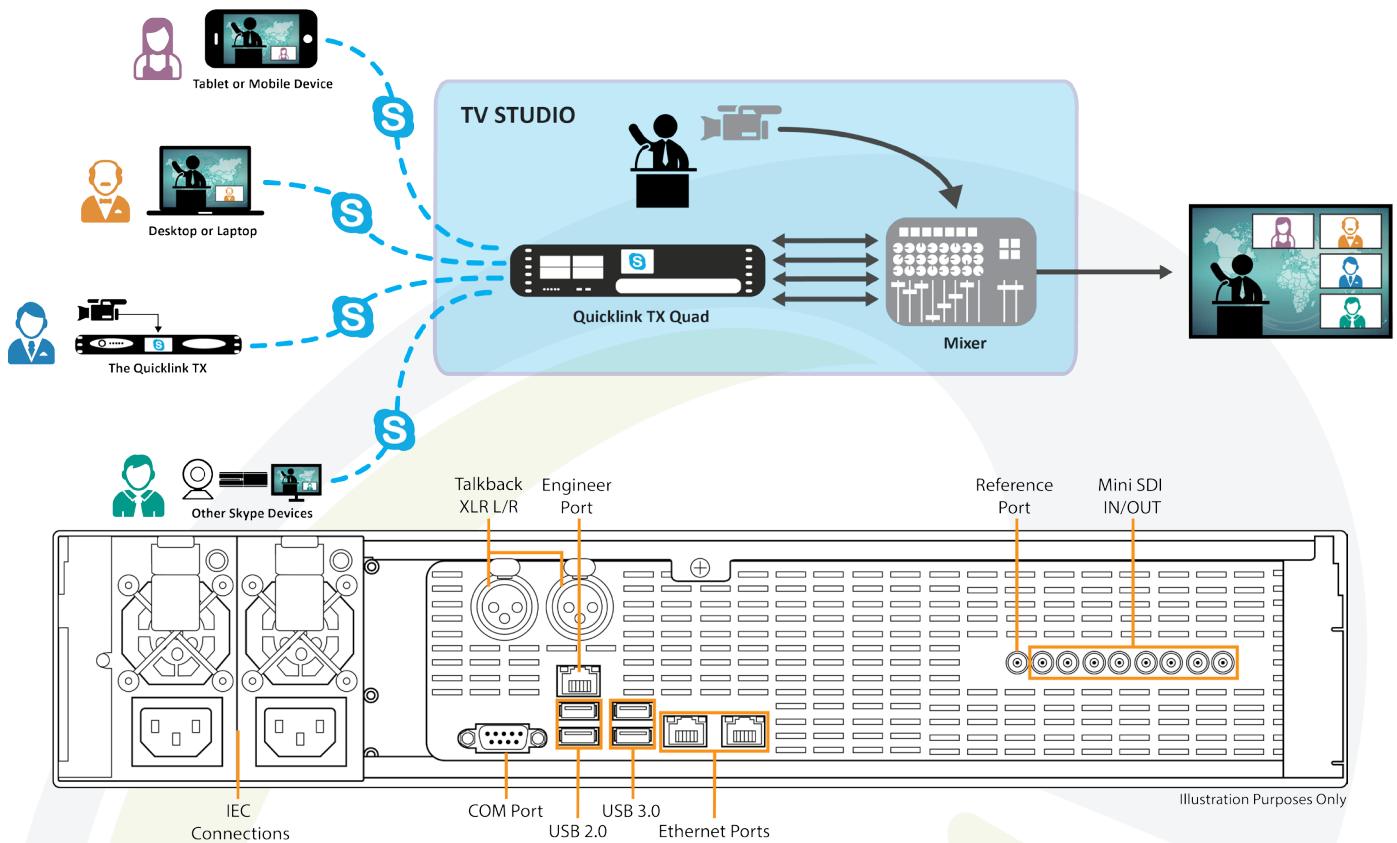 Tablet or Mobile Device
TV STUDIO
S
S
Desktop or Laptop
S
Quicklink TX Quad
S
S
The Quicklink TX
Mixer
S
Other Skype Devices
Talkback
XLR L/R
Engineer
Port
Reference
Port
Mini SDI
IN/OUT
IEC
Connections
COM Port
USB 2.0
USB 3.0
Ethernet Ports
Illustration Purposes Only